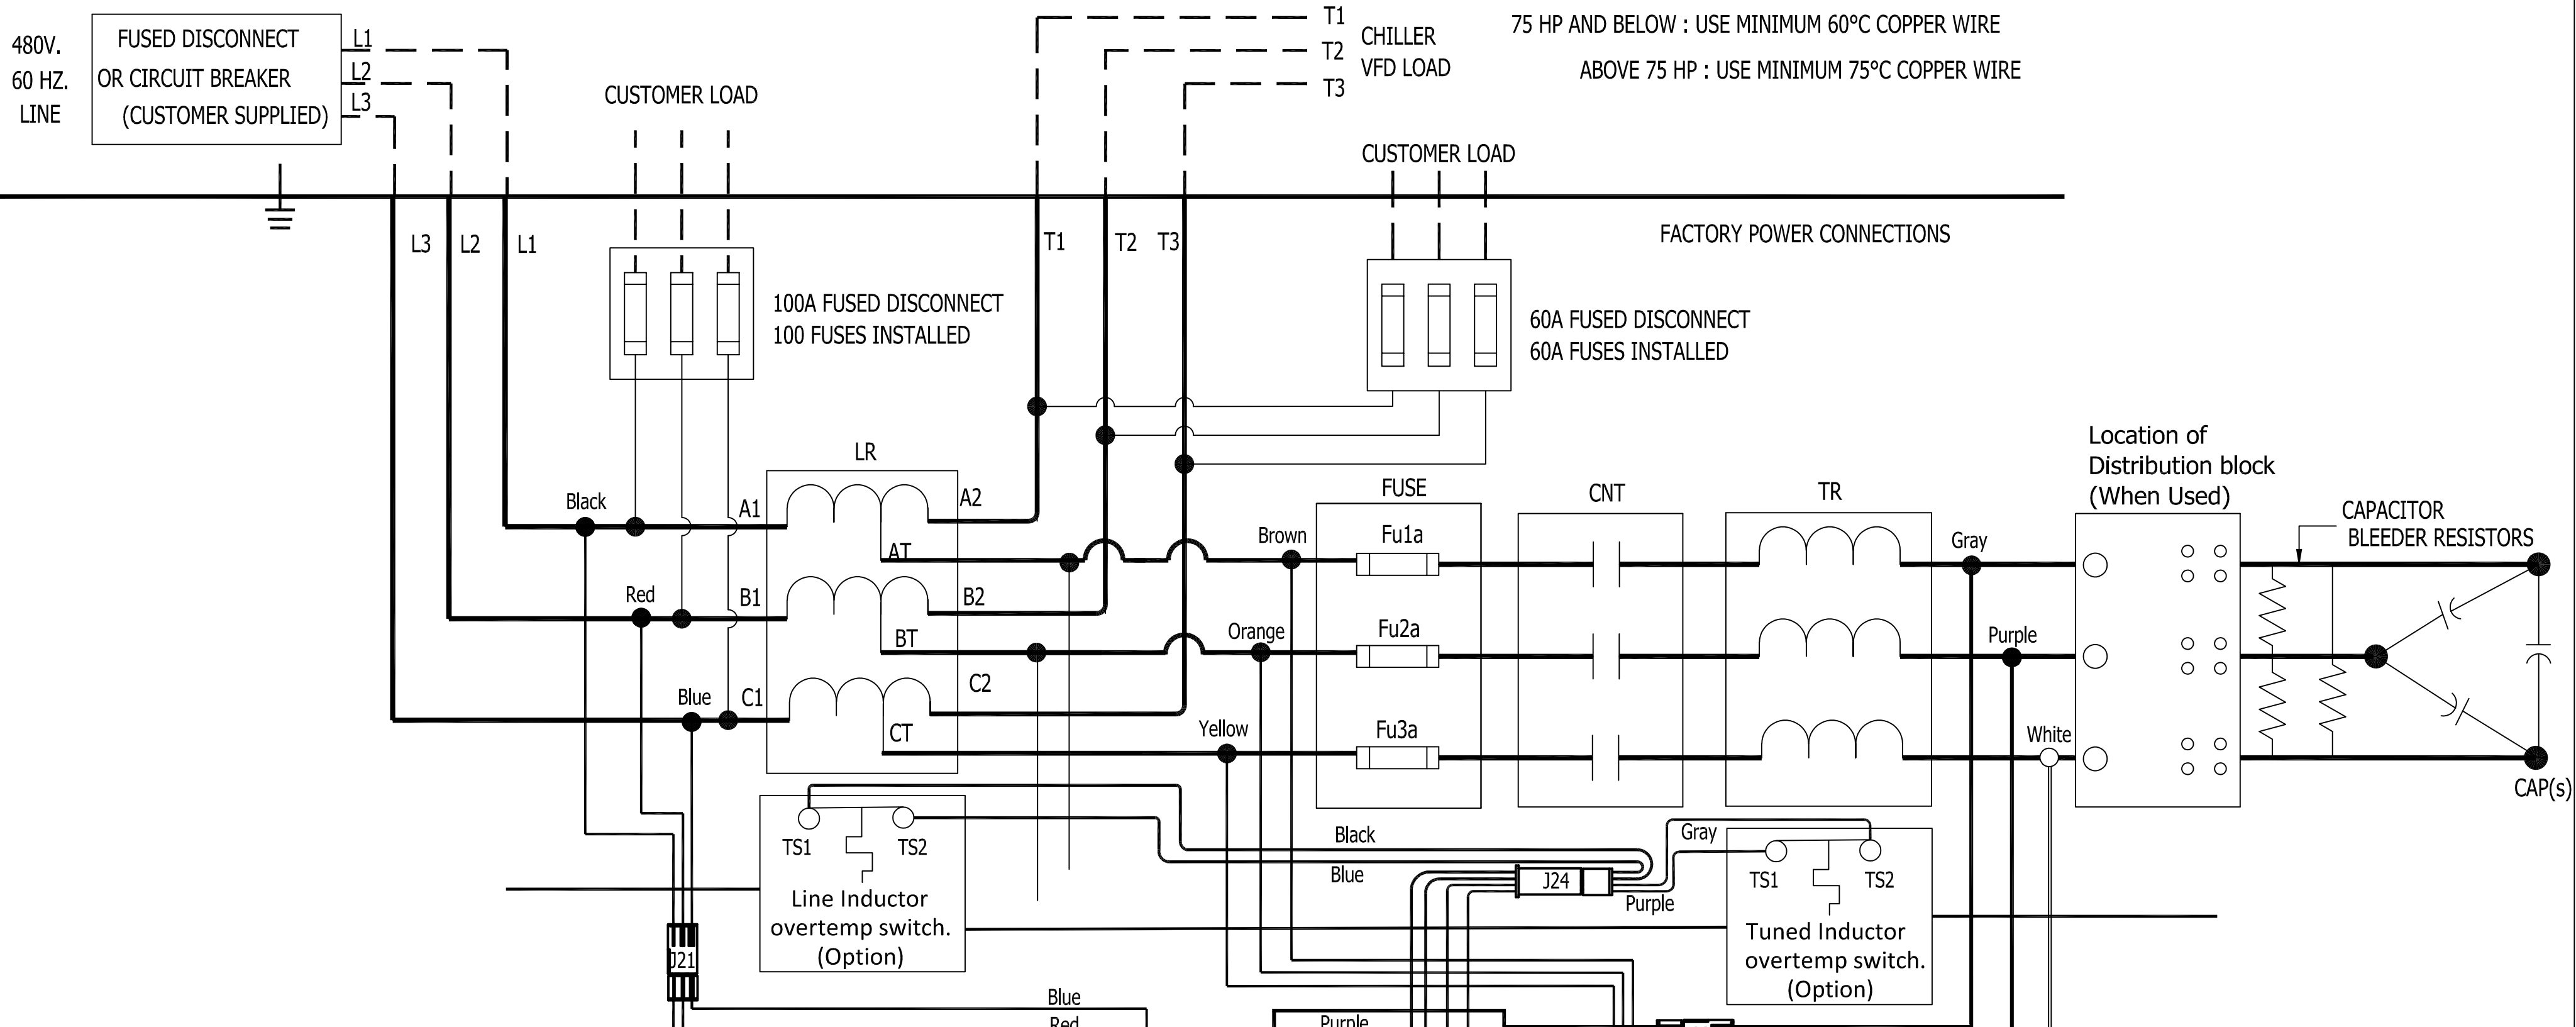 480V.
60 HZ.
LINE
FUSED DISCONNECT
OR CIRCUIT BREAKER
(CUSTOMER SUPPLIED)
L1
L2
L3
CUSTOMER LOAD
T1
T2
T3
CHILLER
VFD LOAD
75 HP AND BELOW : USE MINIMUM 60°C COPPER WIRE
ABOVE 75 HP : USE MINIMUM 75°C COPPER WIRE
CUSTOMER LOAD
L3
L2
L1
T1
T2
T3
FACTORY POWER CONNECTIONS
100A FUSED DISCONNECT
100 FUSES INSTALLED
60A FUSED DISCONNECT
60A FUSES INSTALLED
LR
Black
A1
A2
AT
Red
B1
B2
BT
Blue
C1
C2
CT
Brown
Orange
Yellow
FUSE
Fu1a
Fu2a
Fu3a
CNT
TR
Gray
Purple
White
Location of
Distribution block
(When Used)
CAPACITOR
BLEEDER RESISTORS
CAP(s)
TS1
TS2
Line Inductor
overtemp switch.
(Option)
Black
Blue
J24
Gray
Purple
TS1
TS2
Tuned Inductor
overtemp switch.
(Option)
J21
Blue
Red
Purple